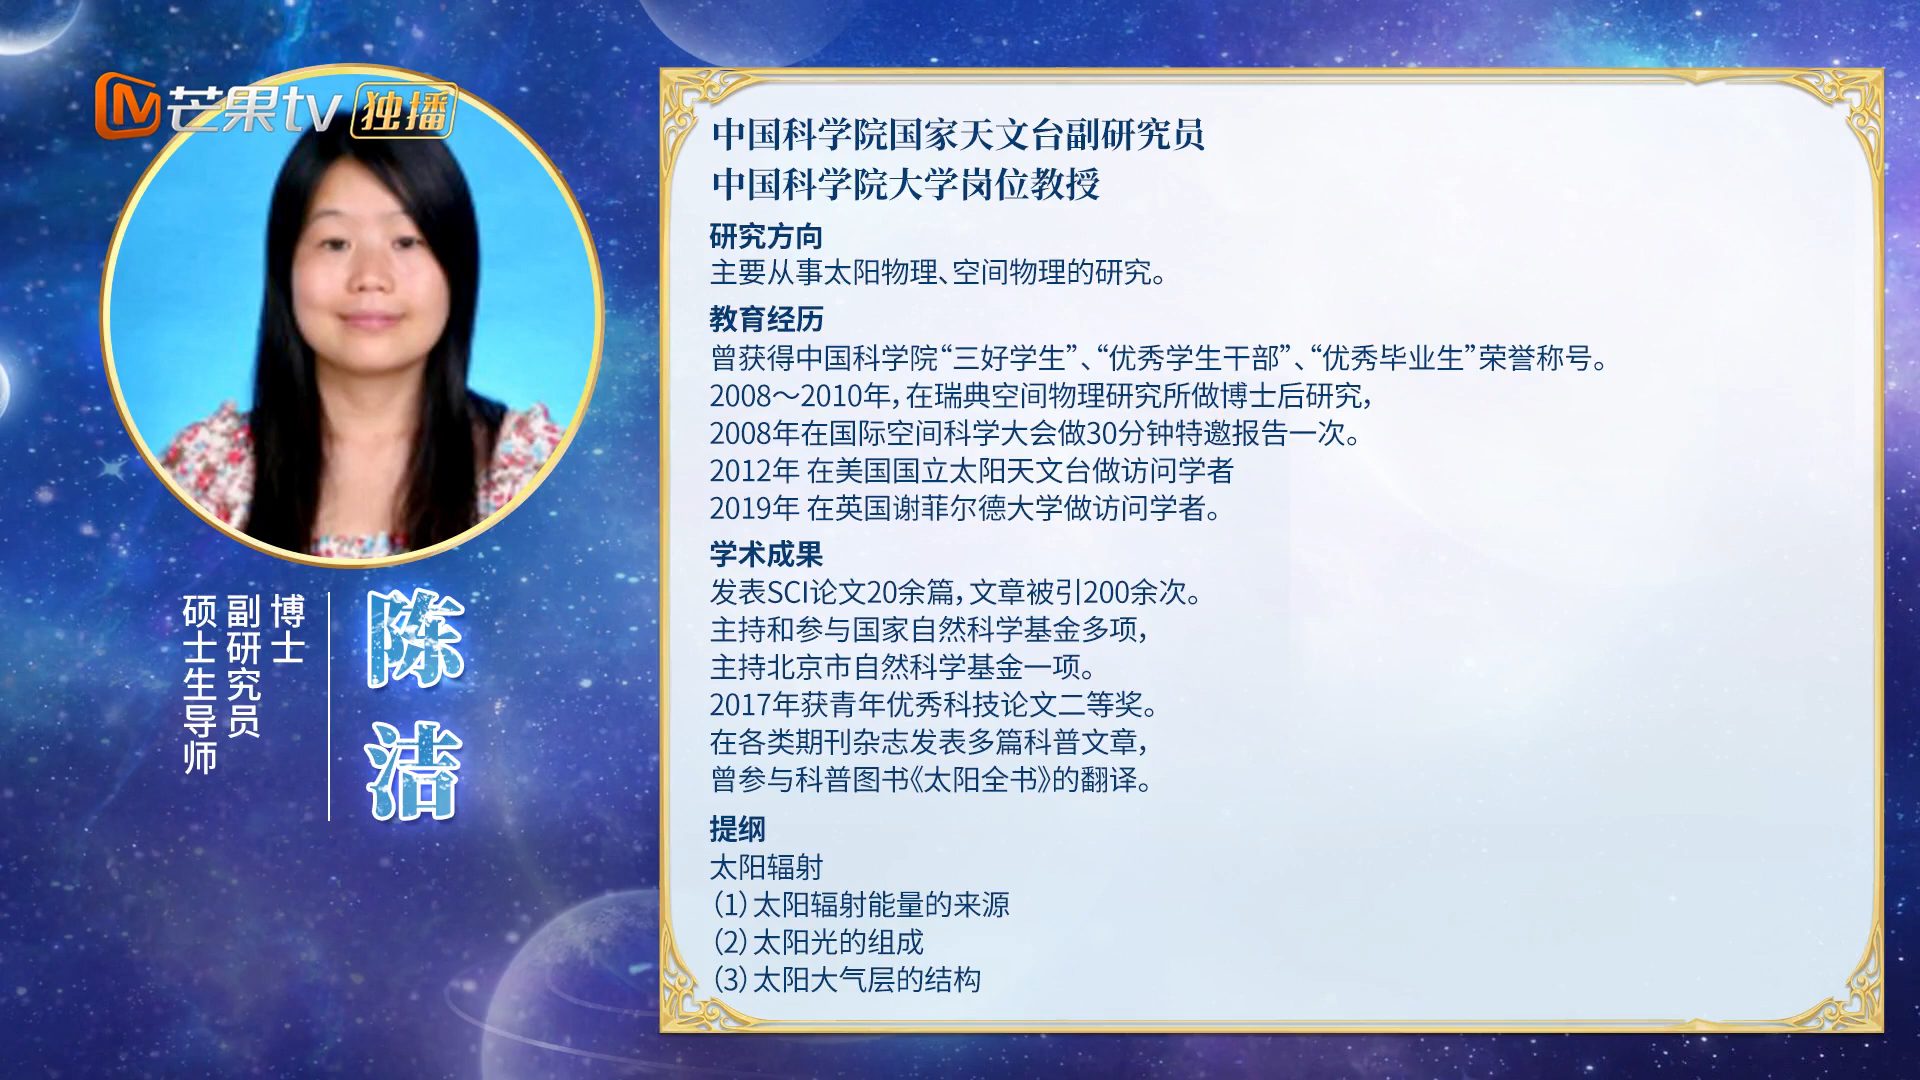 芒果tv 独播
陈洁
博士
副研究员
硕士生导师
中国科学院国家天文台副研究员
中国科学院大学岗位教授
研究方向
主要从事太阳物理、空间物理的研究。
教育经历
曾获得中国科学院“三好学生”、“优秀学生干部”、“优秀毕业生”荣誉称号。
2008～2010年，在瑞典空间物理研究所做博士后研究，
2008年在国际空间科学大会做30分钟特邀报告一次。
2012年 在美国国立太阳天文台做访问学者
2019年 在英国谢菲尔德大学做访问学者。
学术成果
发表SCI论文20余篇，文章被引200余次。
主持和参与国家自然科学基金多项，
主持北京市自然科学基金一项。
2017年获青年优秀科技论文二等奖。
在各类期刊杂志发表多篇科普文章，
曾参与科普图书《太阳全书》的翻译。
提纲
太阳辐射
（1）太阳辐射能量的来源
（2）太阳光的组成
（3）太阳大气层的结构